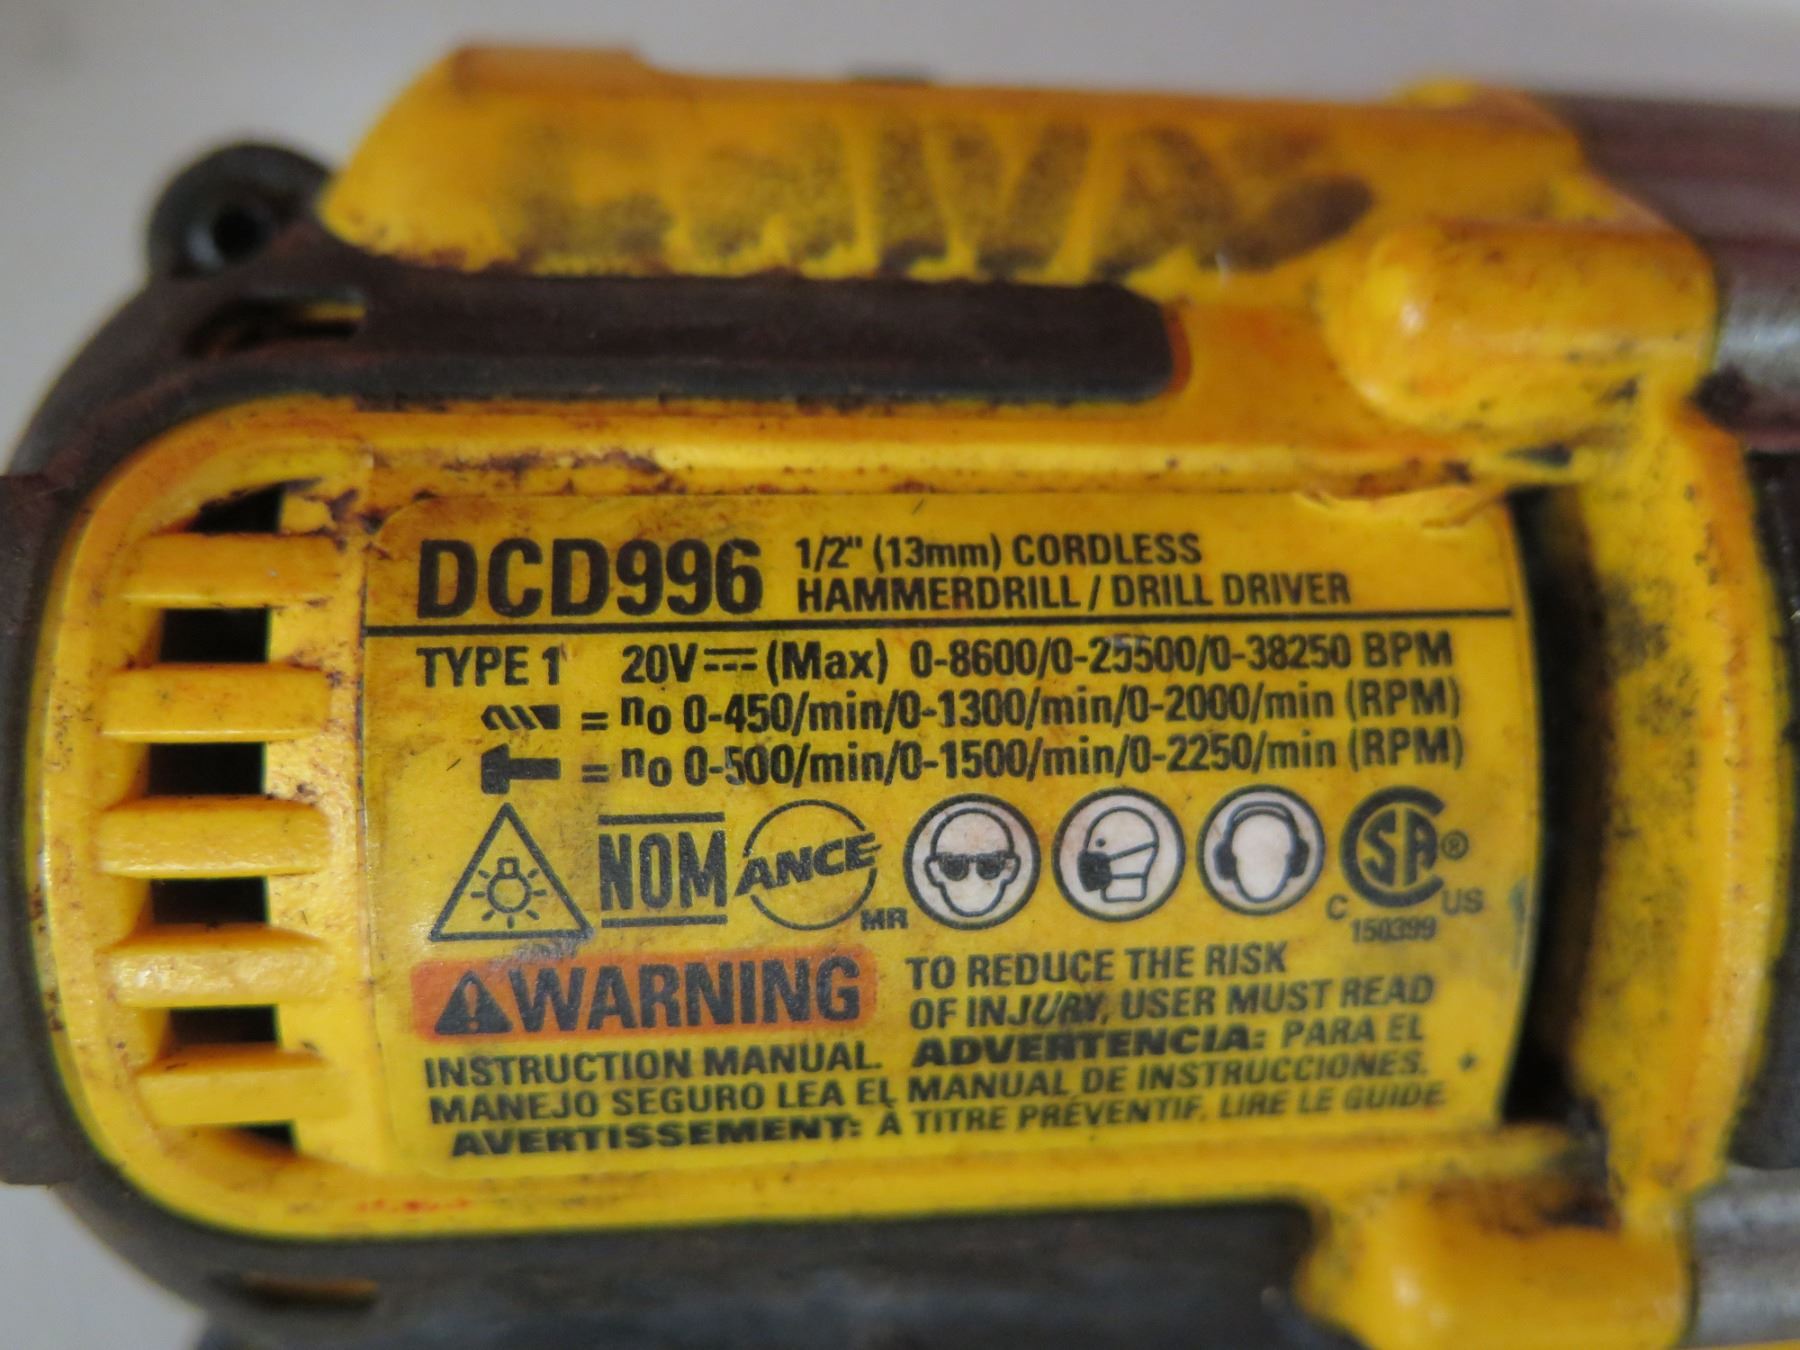 DCD996 1/2" (13mm) CORDLESS
HAMMERDRILL / DRILL DRIVER
TYPE 1 20V⎓(Max) 0-8600/0-25500/0-38250 BPM
= no 0-450/min/0-1300/min/0-2000/min (RPM)
= no 0-500/min/0-1500/min/0-2250/min (RPM)
NOM ANCE MR SA ® C US
150399
WARNING TO REDUCE THE RISK
OF INJURY, USER MUST READ
INSTRUCTION MANUAL. ADVERTENCIA: PARA EL
MANEJO SEGURO LEA EL MANUAL DE INSTRUCCIONES.
AVERTISSEMENT: À TITRE PRÉVENTIF, LIRE LE GUIDE.